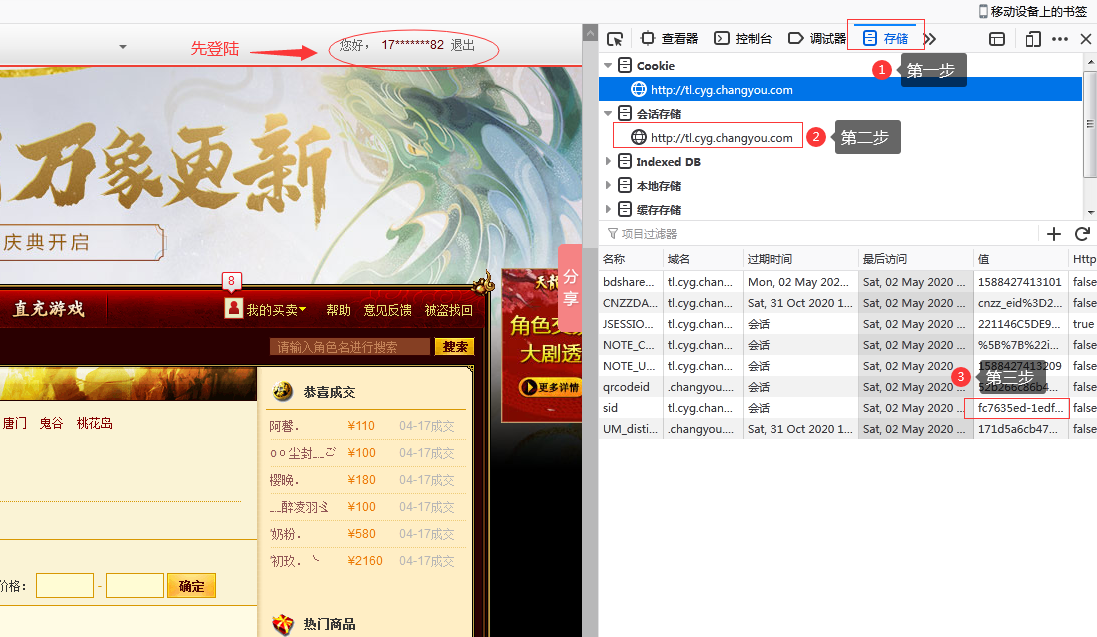 移动设备上的书签
先登陆
您好， 17*******82 退出
查看器
控制台
调试器
存储
1
第一步
Cookie
http://tl.cyg.changyou.com
会话存储
http://tl.cyg.changyou.com
2
第二步
Indexed DB
本地存储
缓存存储
项目过滤器
名称 域名 过期时间 最后访问 值 Http
bdshare... tl.cyg.chan... Mon, 02 May 202... Sat, 02 May 2020 ... 1588427413101 false
CNZZDA... tl.cyg.chan... Sat, 31 Oct 2020 1... Sat, 02 May 2020 ... cnzz_eid%3D2... false
JSESSIO... tl.cyg.chan... 会话 Sat, 02 May 2020 ... 221146C5DE9... true
NOTE_C... tl.cyg.chan... 会话 Sat, 02 May 2020 ... %5B%7B%22i... false
NOTE_U... tl.cyg.chan... 会话 Sat, 02 May 2020 ... 1588427413209 false
qrcodeid .changyou.... 会话 Sat, 02 May 2020 ... 52b266c86b4... false
3
第三步
sid tl.cyg.chan... 会话 Sat, 02 May 2020 ... fc7635ed-1edf... false
UM_disti... .changyou.... Sat, 31 Oct 2020 1... Sat, 02 May 2020 ... 171d5a6cb47... false
万象更新
庆典开启
分享
8
直充游戏
我的买卖
帮助
意见反馈
被盗找回
请输入角色名进行搜索
搜索
角色交易
大剧透
更多详情
唐门 鬼谷 桃花岛
恭喜成交
阿馨. ¥110 04-17成交
¥100 04-17成交
樱晚. ¥180 04-17成交
¥100 04-17成交
奶粉. ¥580 04-17成交
¥2160 04-17成交
价格： - 确定
热门商品